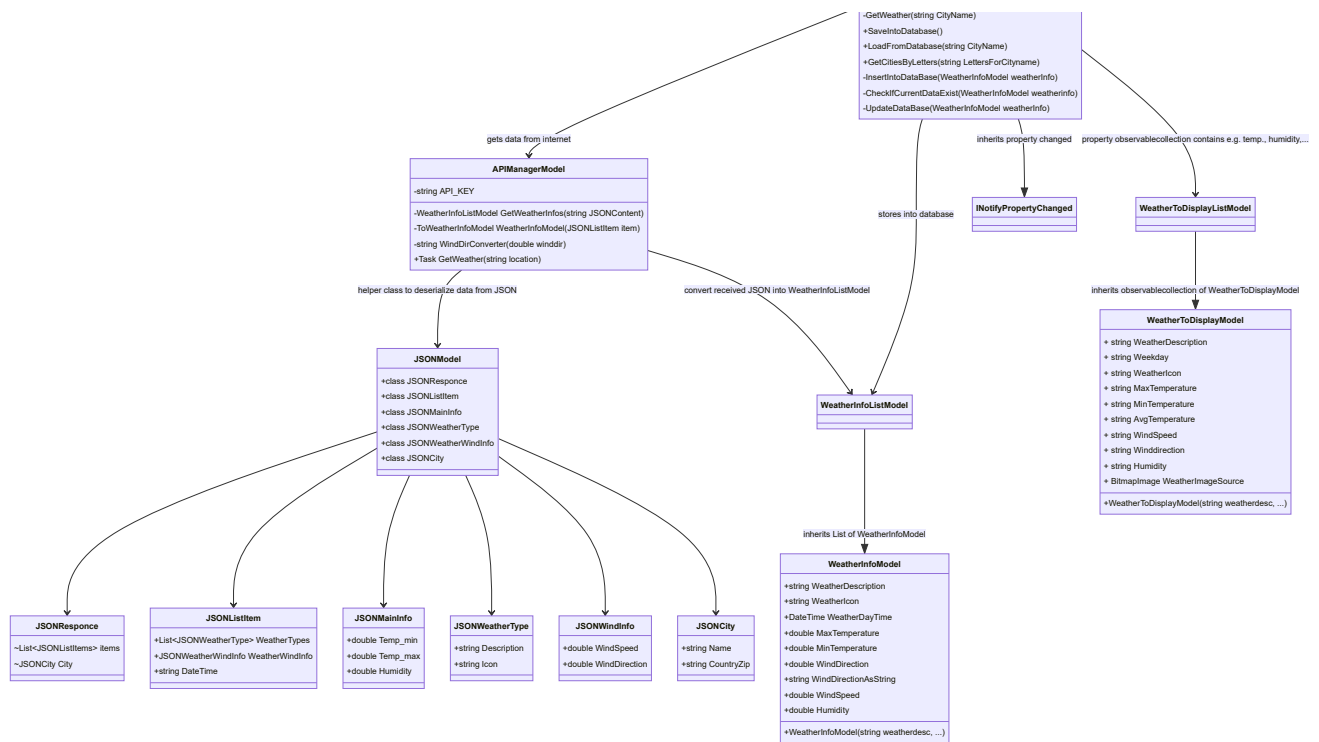 -GetWeather(string CityName)
+SaveIntoDatabase()
+LoadFromDatabase(string CityName)
+GetCitiesByLetters(string LettersForCityname)
-InsertIntoDataBase(WeatherInfoModel weatherInfo)
-CheckIfCurrentDataExist(WeatherInfoModel weatherinfo)
-UpdateDataBase(WeatherInfoModel weatherInfo)
gets data from internet
inherits property changed
property observablecollection contains e.g. temp., humidity,...
APIManagerModel
-string API_KEY
-WeatherInfoListModel GetWeatherInfos(string JSONContent)
-ToWeatherInfoModel WeatherInfoModel(JSONListItem item)
-string WindDirConverter(double winddir)
+Task GetWeather(string location)
INotifyPropertyChanged
WeatherToDisplayListModel
stores into database
helper class to deserialize data from JSON
convert received JSON into WeatherInfoListModel
inherits observablecollection of WeatherToDisplayModel
WeatherToDisplayModel
+ string WeatherDescription
+ string Weekday
+ string WeatherIcon
+ string MaxTemperature
+ string MinTemperature
+ string AvgTemperature
+ string WindSpeed
+ string Winddirection
+ string Humidity
+ BitmapImage WeatherImageSource
+WeatherToDisplayModel(string weatherdesc, ...)
JSONModel
+class JSONResponce
+class JSONListItem
+class JSONMainInfo
+class JSONWeatherType
+class JSONWeatherWindInfo
+class JSONCity
WeatherInfoListModel
inherits List of WeatherInfoModel
WeatherInfoModel
+string WeatherDescription
+string WeatherIcon
+DateTime WeatherDayTime
+double MaxTemperature
+double MinTemperature
+double WindDirection
+string WindDirectionAsString
+double WindSpeed
+double Humidity
+WeatherInfoModel(string weatherdesc, ...)
JSONResponce
~List<JSONListItems> items
~JSONCity City
JSONListItem
+List<JSONWeatherType> WeatherTypes
+JSONWeatherWindInfo WeatherWindInfo
+string DateTime
JSONMainInfo
+double Temp_min
+double Temp_max
+double Humidity
JSONWeatherType
+string Description
+string Icon
JSONWindInfo
+double WindSpeed
+double WindDirection
JSONCity
+string Name
+string CountryZip